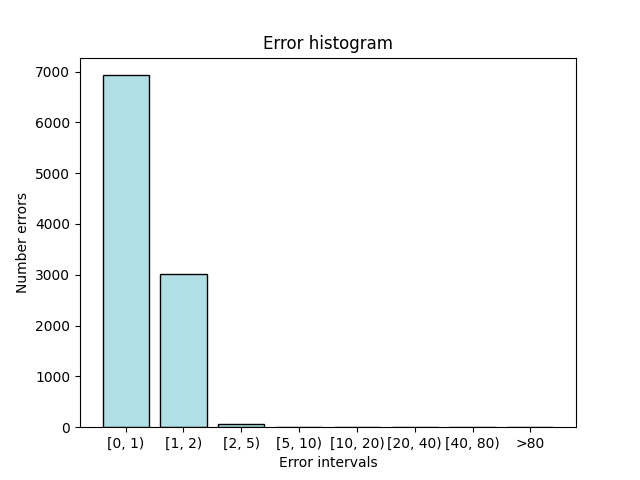 Error histogram
Number errors
7000
6000
5000
4000
3000
2000
1000
0
[0, 1) [1, 2) [2, 5) [5, 10) [10, 20) [20, 40) [40, 80) >80
Error intervals